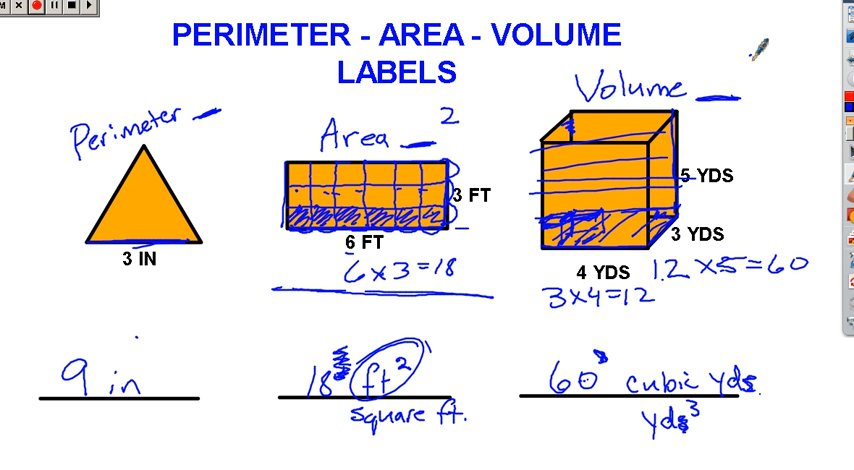 PERIMETER - AREA - VOLUME
LABELS
Perimeter
3 IN
9 in
Area 2
3 FT
6 FT
6 x 3 = 18
18 ft²
square ft.
Volume
5 YDS
3 YDS
4 YDS
3 x 4 = 12
12 x 5 = 60
60 cubic yds.
yds³